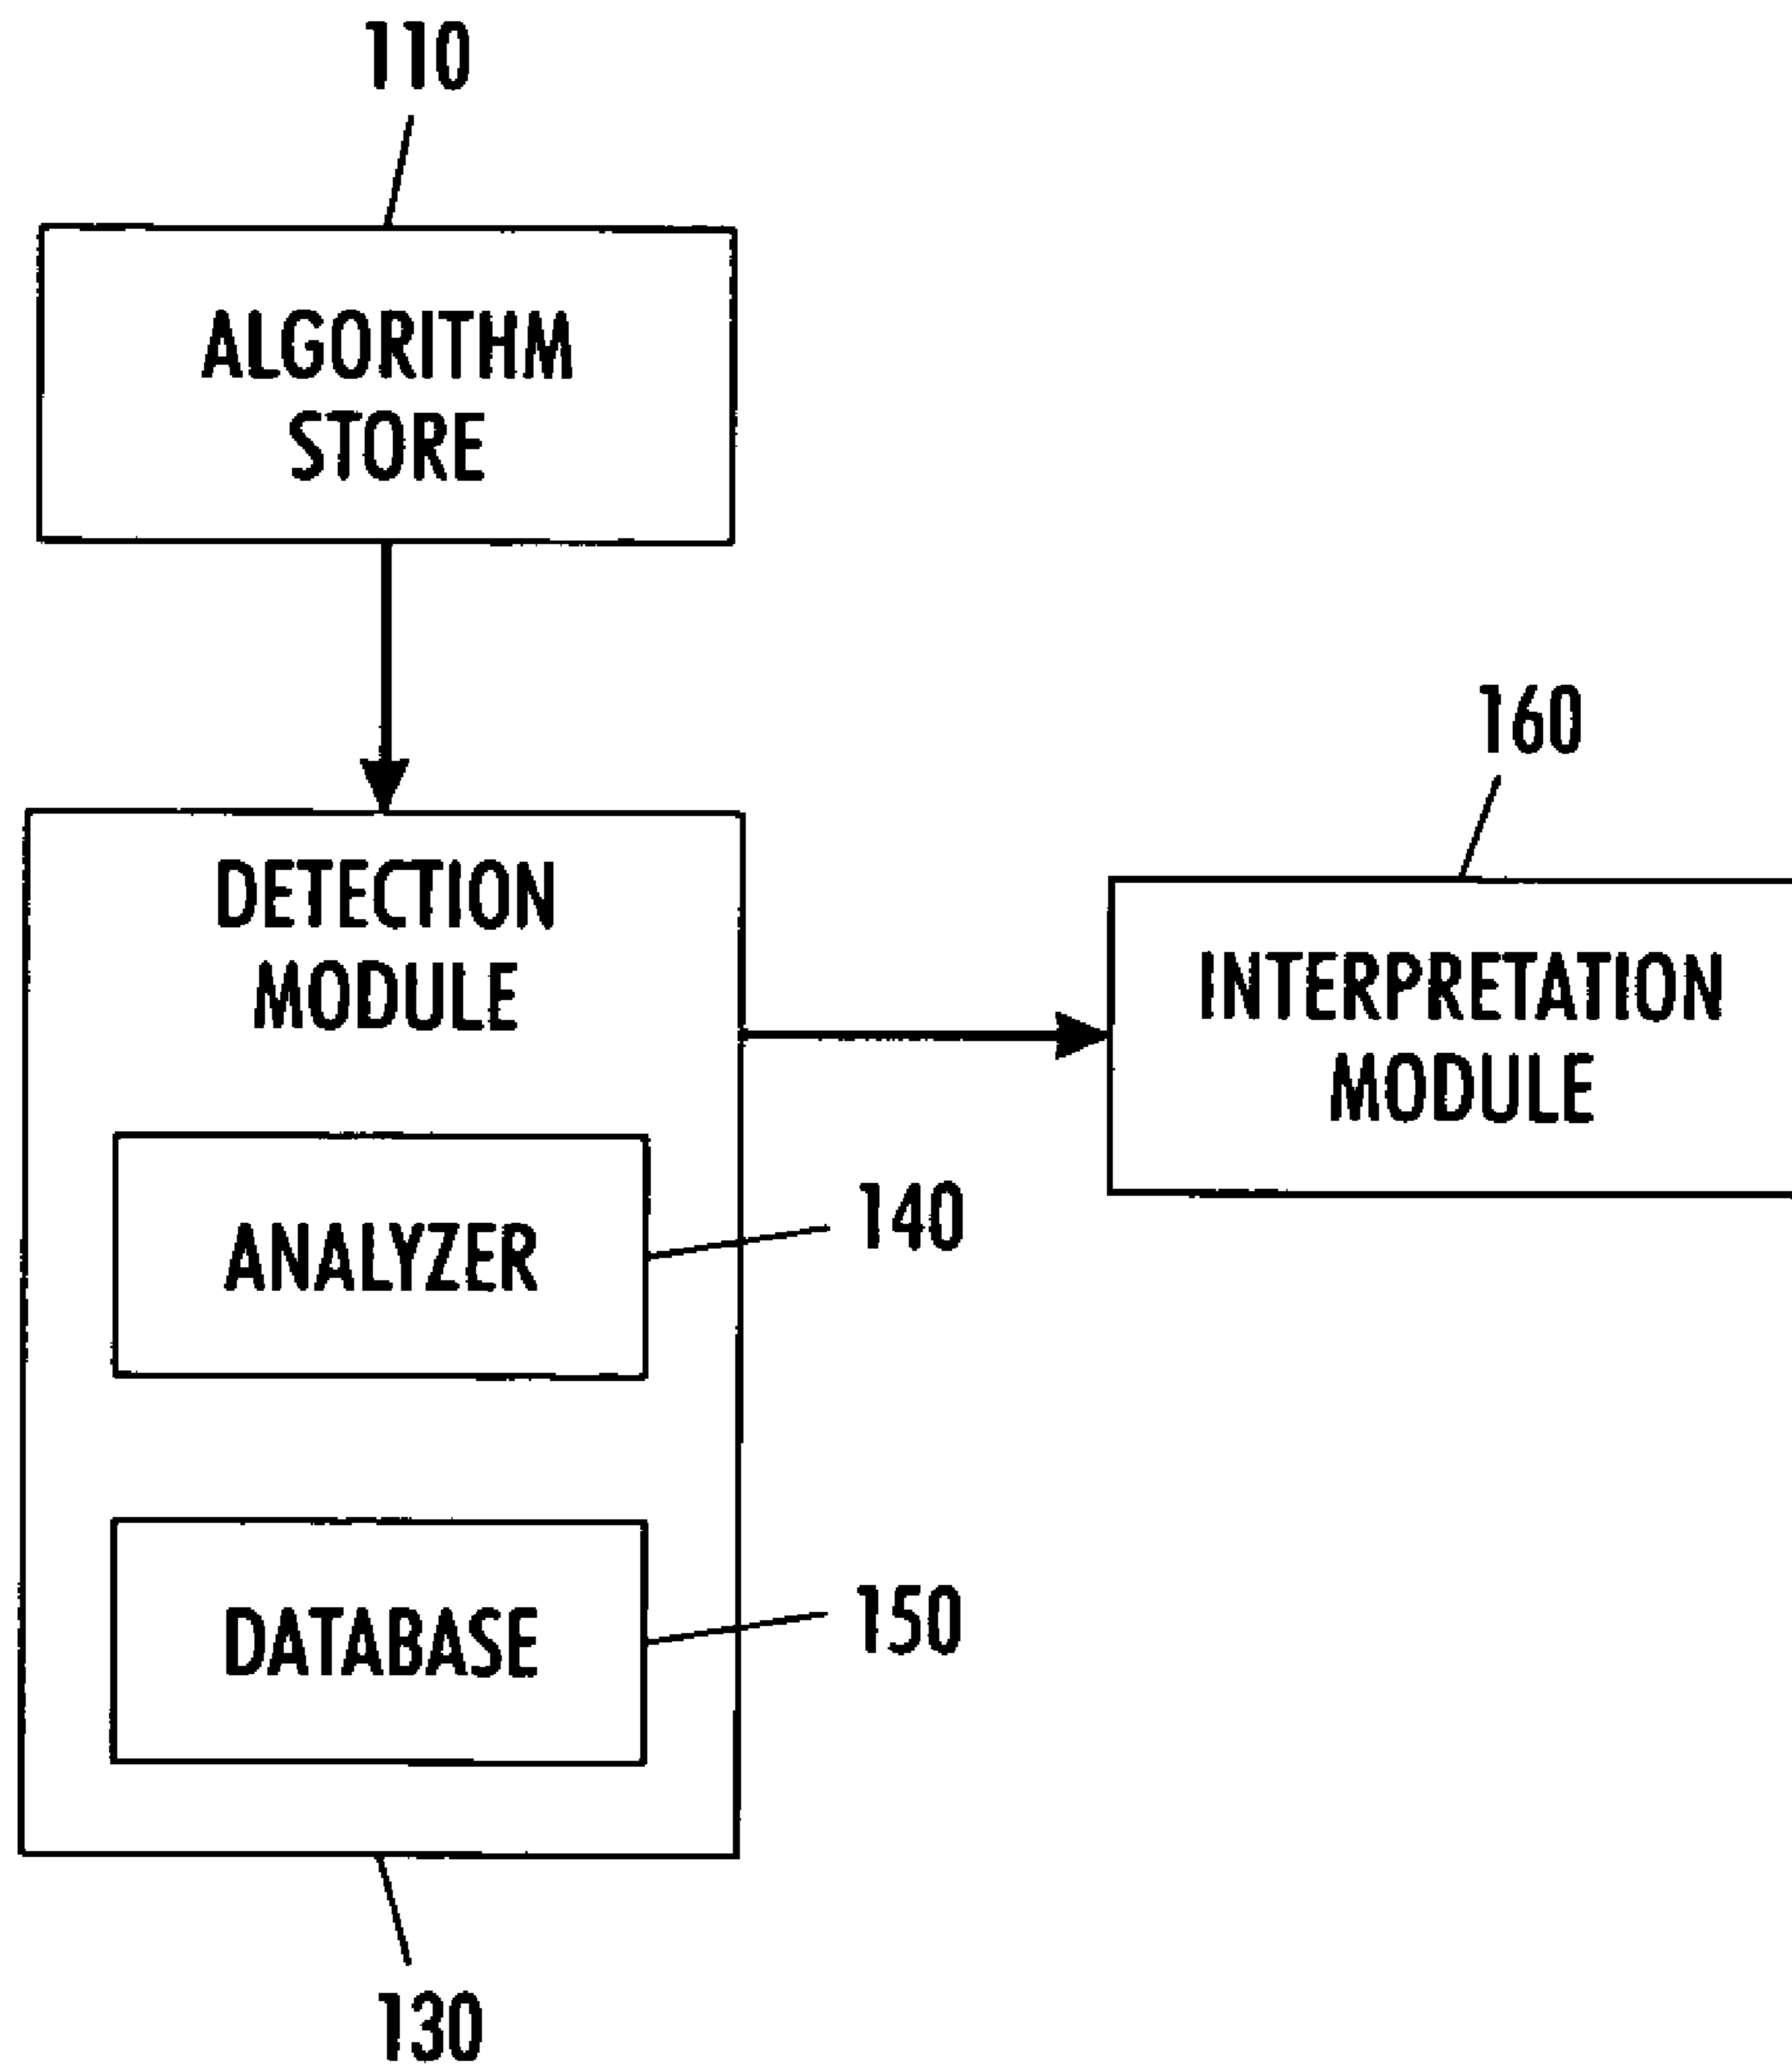 110
ALGORITHM
STORE
160
DETECTION
MODULE
INTERPRETATION
MODULE
ANALYZER
140
DATABASE
150
130